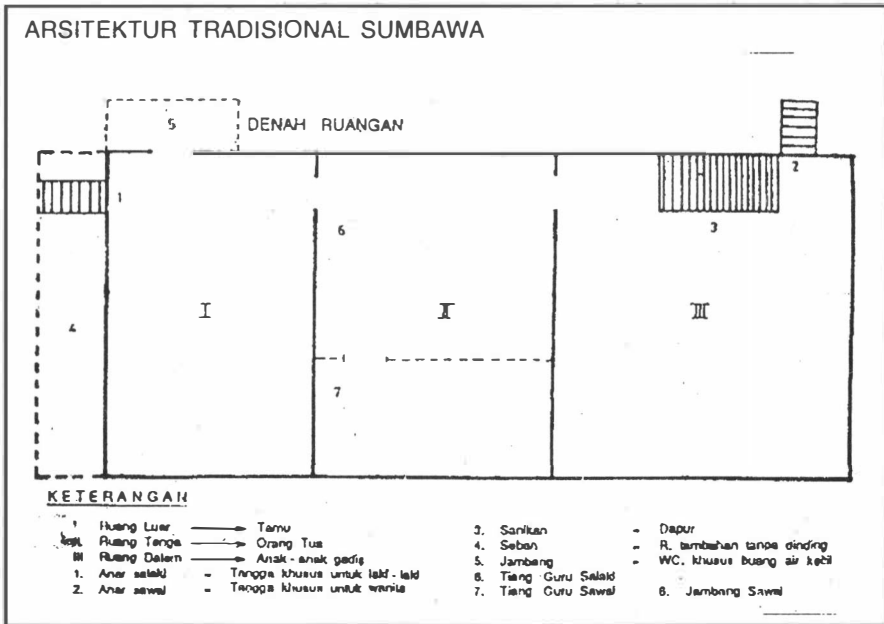 ARSITEKTUR TRADISIONAL SUMBAWA
5 DENAH RUANGAN
1
2
3
6
I II III
4
7
KETERANGAN
I Ruang Luar → Tamu
Ruang Tenga → Orang Tua
III Ruang Dalam → Anak-anak gadis
1. Anar salaki - Tangga khusus untuk laki-laki
2. Anar sawai - Tangga khusus untuk wanita
3. Sanikan - Dapur
4. Seban - R. tambahan tanpa dinding
5. Jambang - WC. khusus buang air kecil
6. Tiang Guru Salaki
7. Tiang Guru Sawai 6. Jambang Sawai